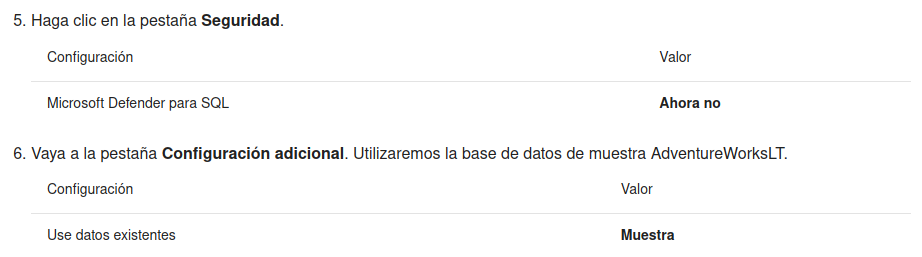 5. Haga clic en la pestaña Seguridad.
Configuración Valor
Microsoft Defender para SQL Ahora no
6. Vaya a la pestaña Configuración adicional. Utilizaremos la base de datos de muestra AdventureWorksLT.
Configuración Valor
Use datos existentes Muestra